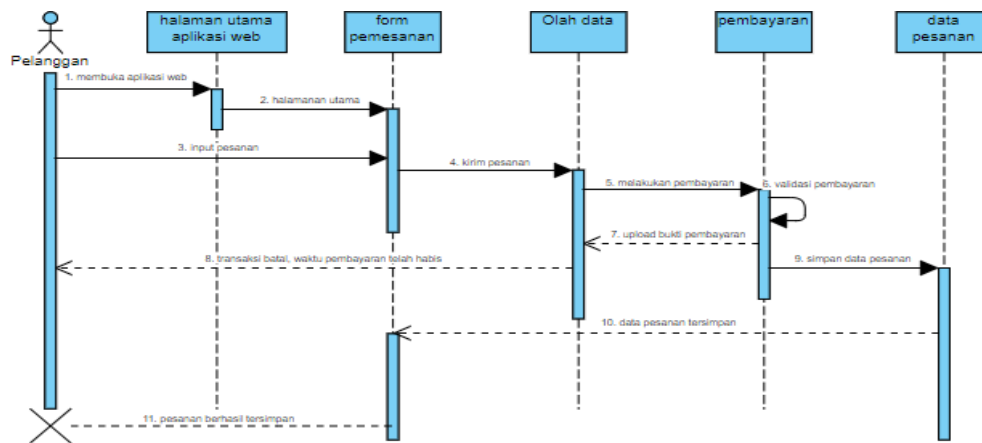 halaman utama
aplikasi web
form
pemesanan
Olah data
pembayaran
data
pesanan
Pelanggan
1. membuka aplikasi web
2. halamanan utama
3. input pesanan
4. kirim pesanan
5. melakukan pembayaran
6. validasi pembayaran
7. upload bukti pembayaran
8. transaksi batal, waktu pembayaran telah habis
9. simpan data pesanan
10. data pesanan tersimpan
11. pesanan berhasil tersimpan